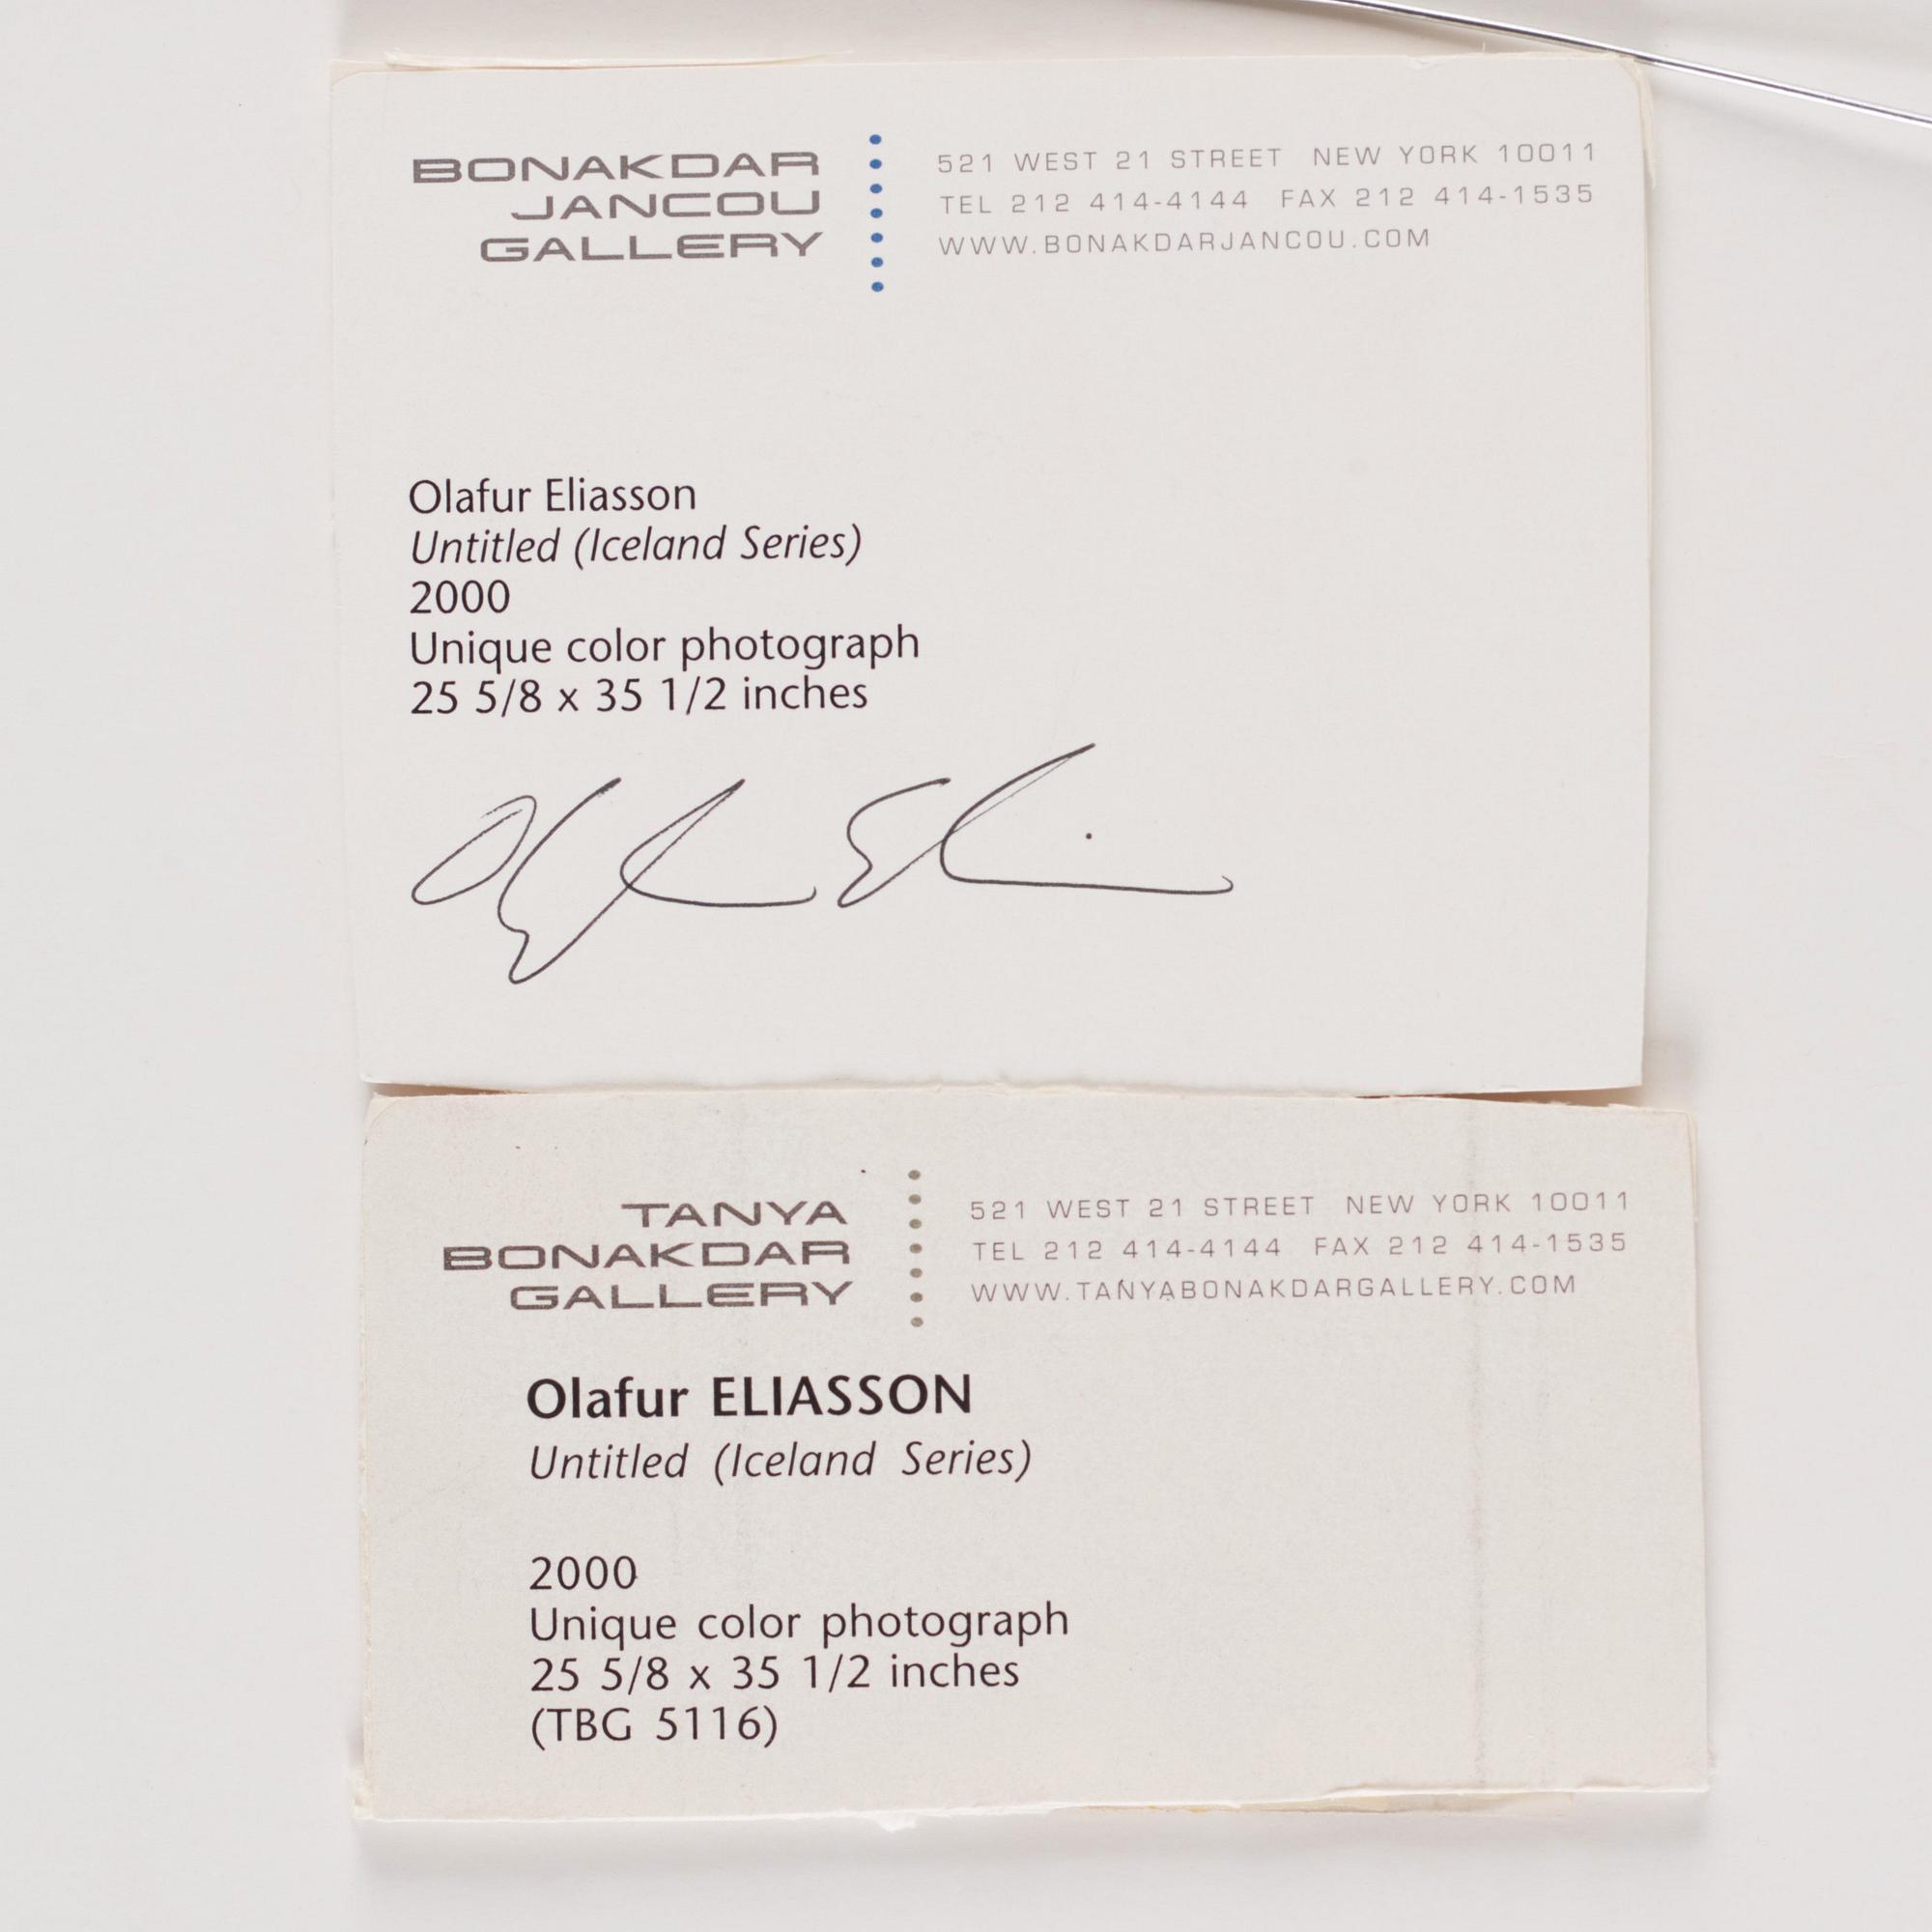 BONAKDAR
JANCOU
GALLERY
521 WEST 21 STREET NEW YORK 10011
TEL 212 414-4144 FAX 212 414-1535
WWW.BONAKDARJANCOU.COM
Olafur Eliasson
Untitled (Iceland Series)
2000
Unique color photograph
25 5/8 x 35 1/2 inches
TANYA
BONAKDAR
GALLERY
521 WEST 21 STREET NEW YORK 10011
TEL 212 414-4144 FAX 212 414-1535
WWW.TANYABONAKDARGALLERY.COM
Olafur ELIASSON
Untitled (Iceland Series)
2000
Unique color photograph
25 5/8 x 35 1/2 inches
(TBG 5116)